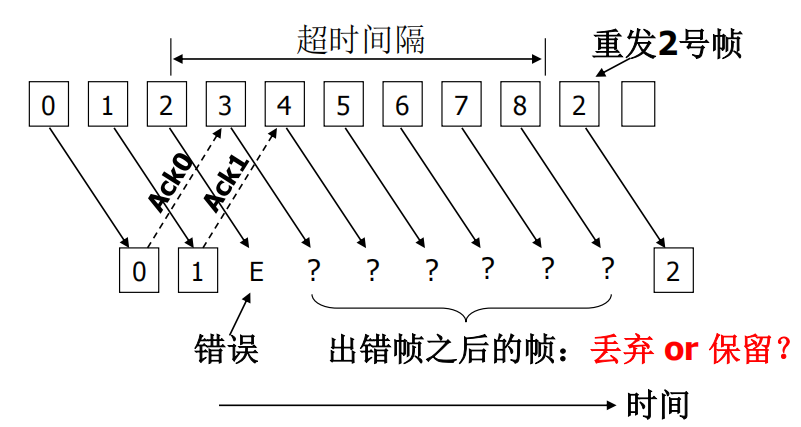 超时间隔
重发2号帧
0 1 2 3 4 5 6 7 8 2
Ack0 Ack1
0 1 E ? ? ? ? ? ? 2
错误
出错帧之后的帧：丢弃 or 保留？
时间